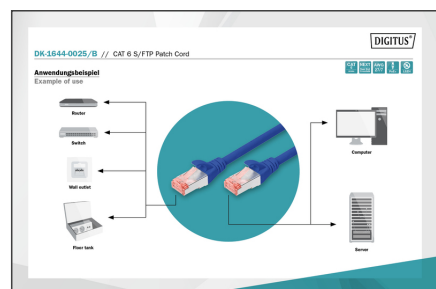 DIGITUS®
DK-1644-0025/B // CAT 6 S/FTP Patch Cord
Anwendungsbeispiel
Example of use
Router
Switch
Wall outlet
Floor tank
Computer
Server